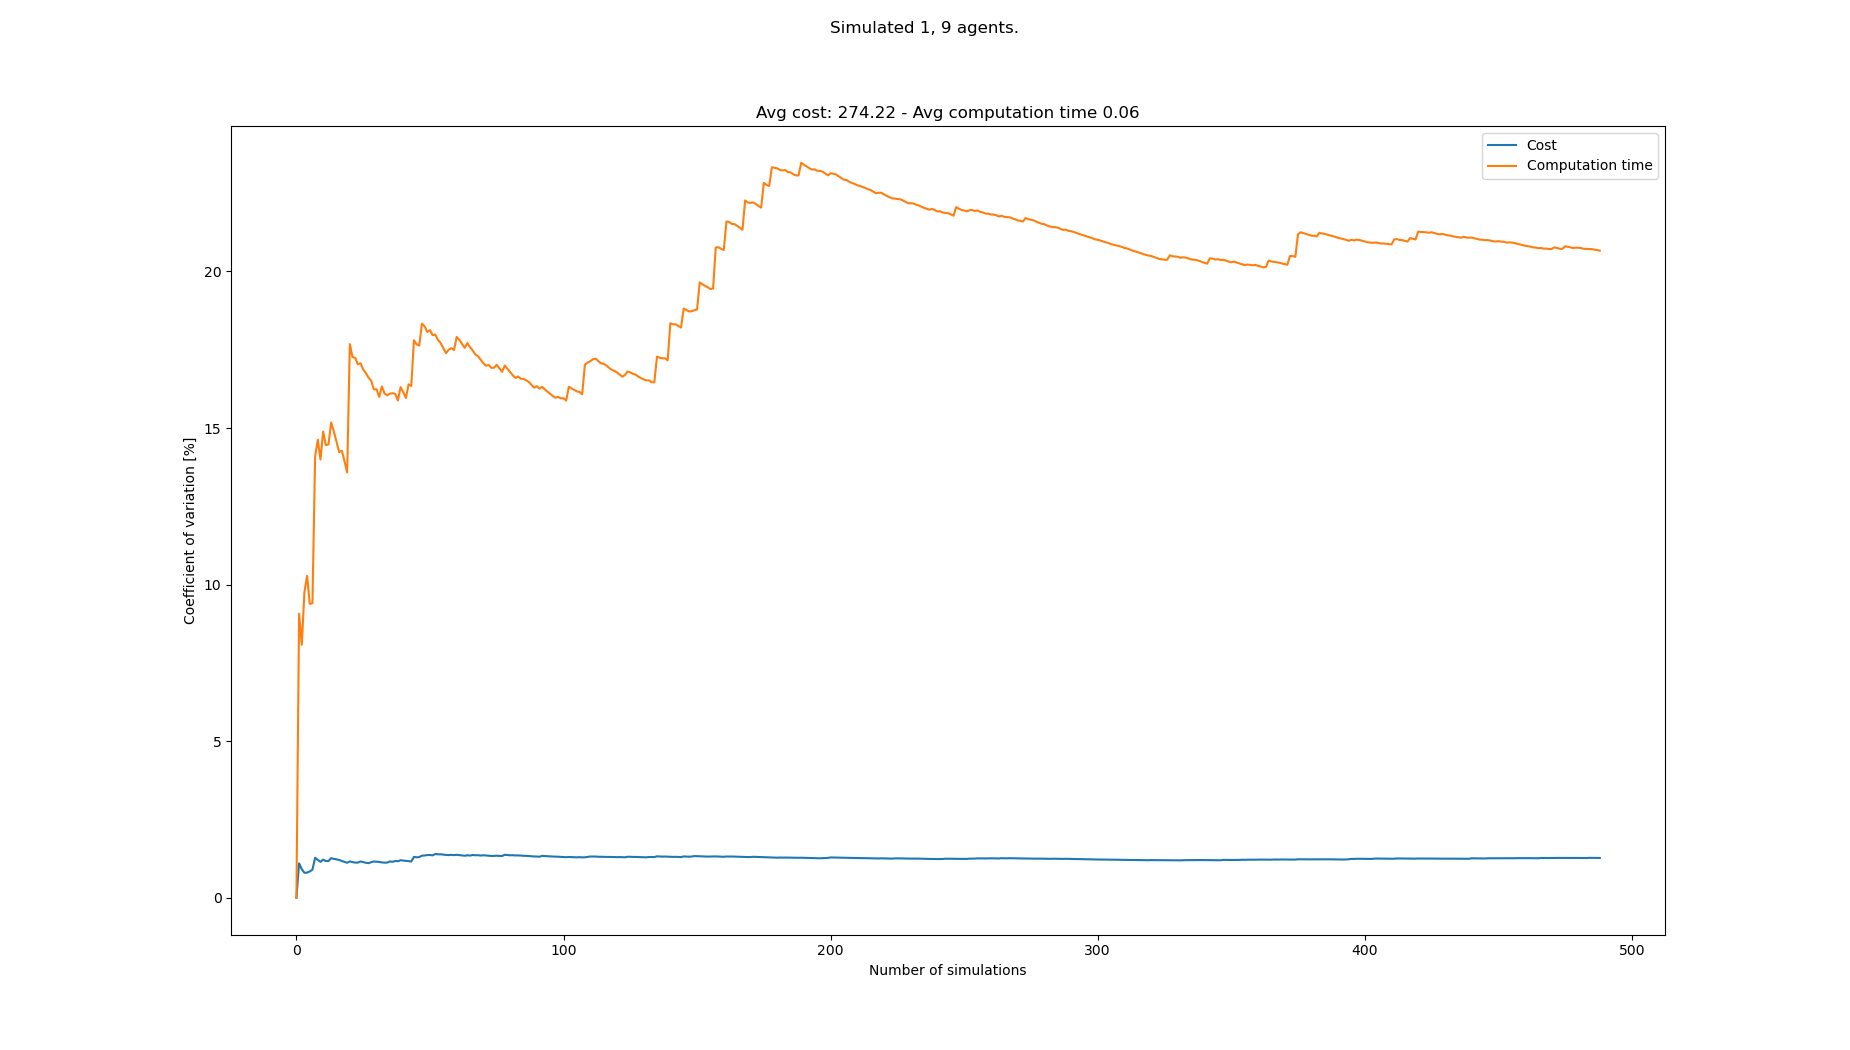 Simulated 1, 9 agents.
Avg cost: 274.22 - Avg computation time 0.06
Cost
Computation time
Coefficient of variation [%]
20
15
10
5
0
0 100 200 300 400 500
Number of simulations